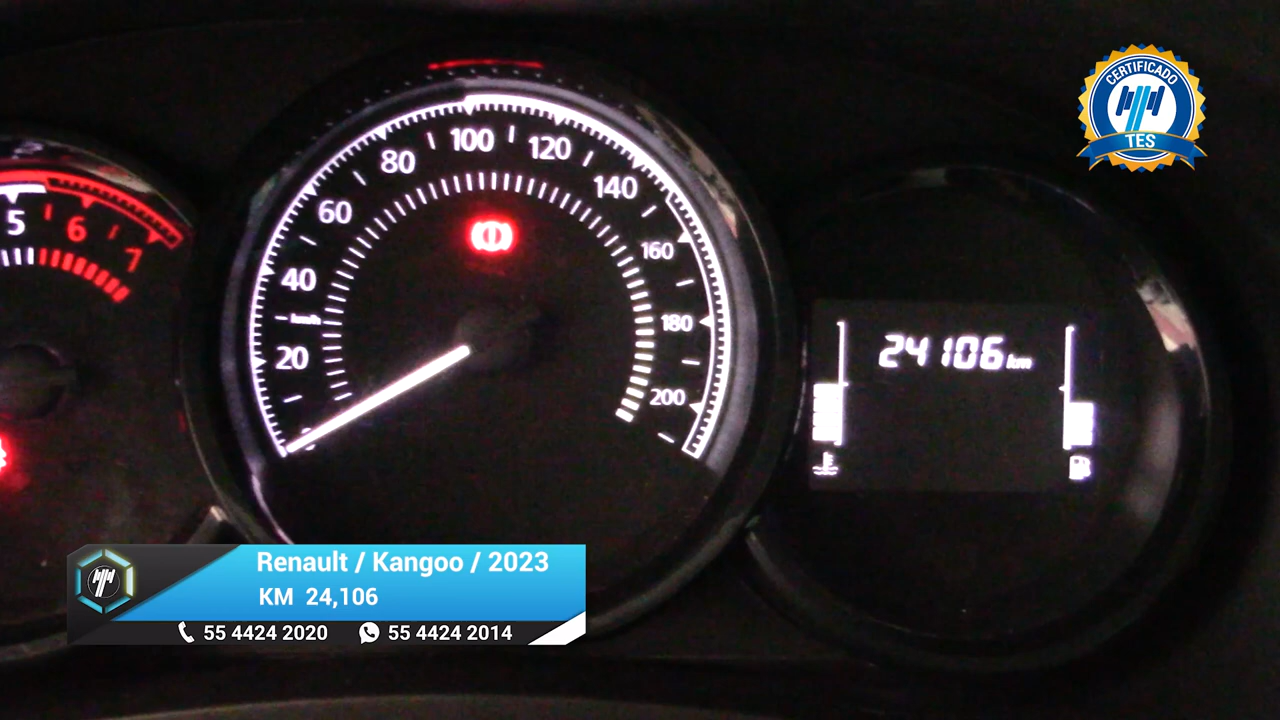 CERTIFICADO
TES
5
6
7
20
40
60
80
100
120
140
160
180
200
km/h
0
24106 km
Renault / Kangoo / 2023
KM 24,106
55 4424 2020
55 4424 2014